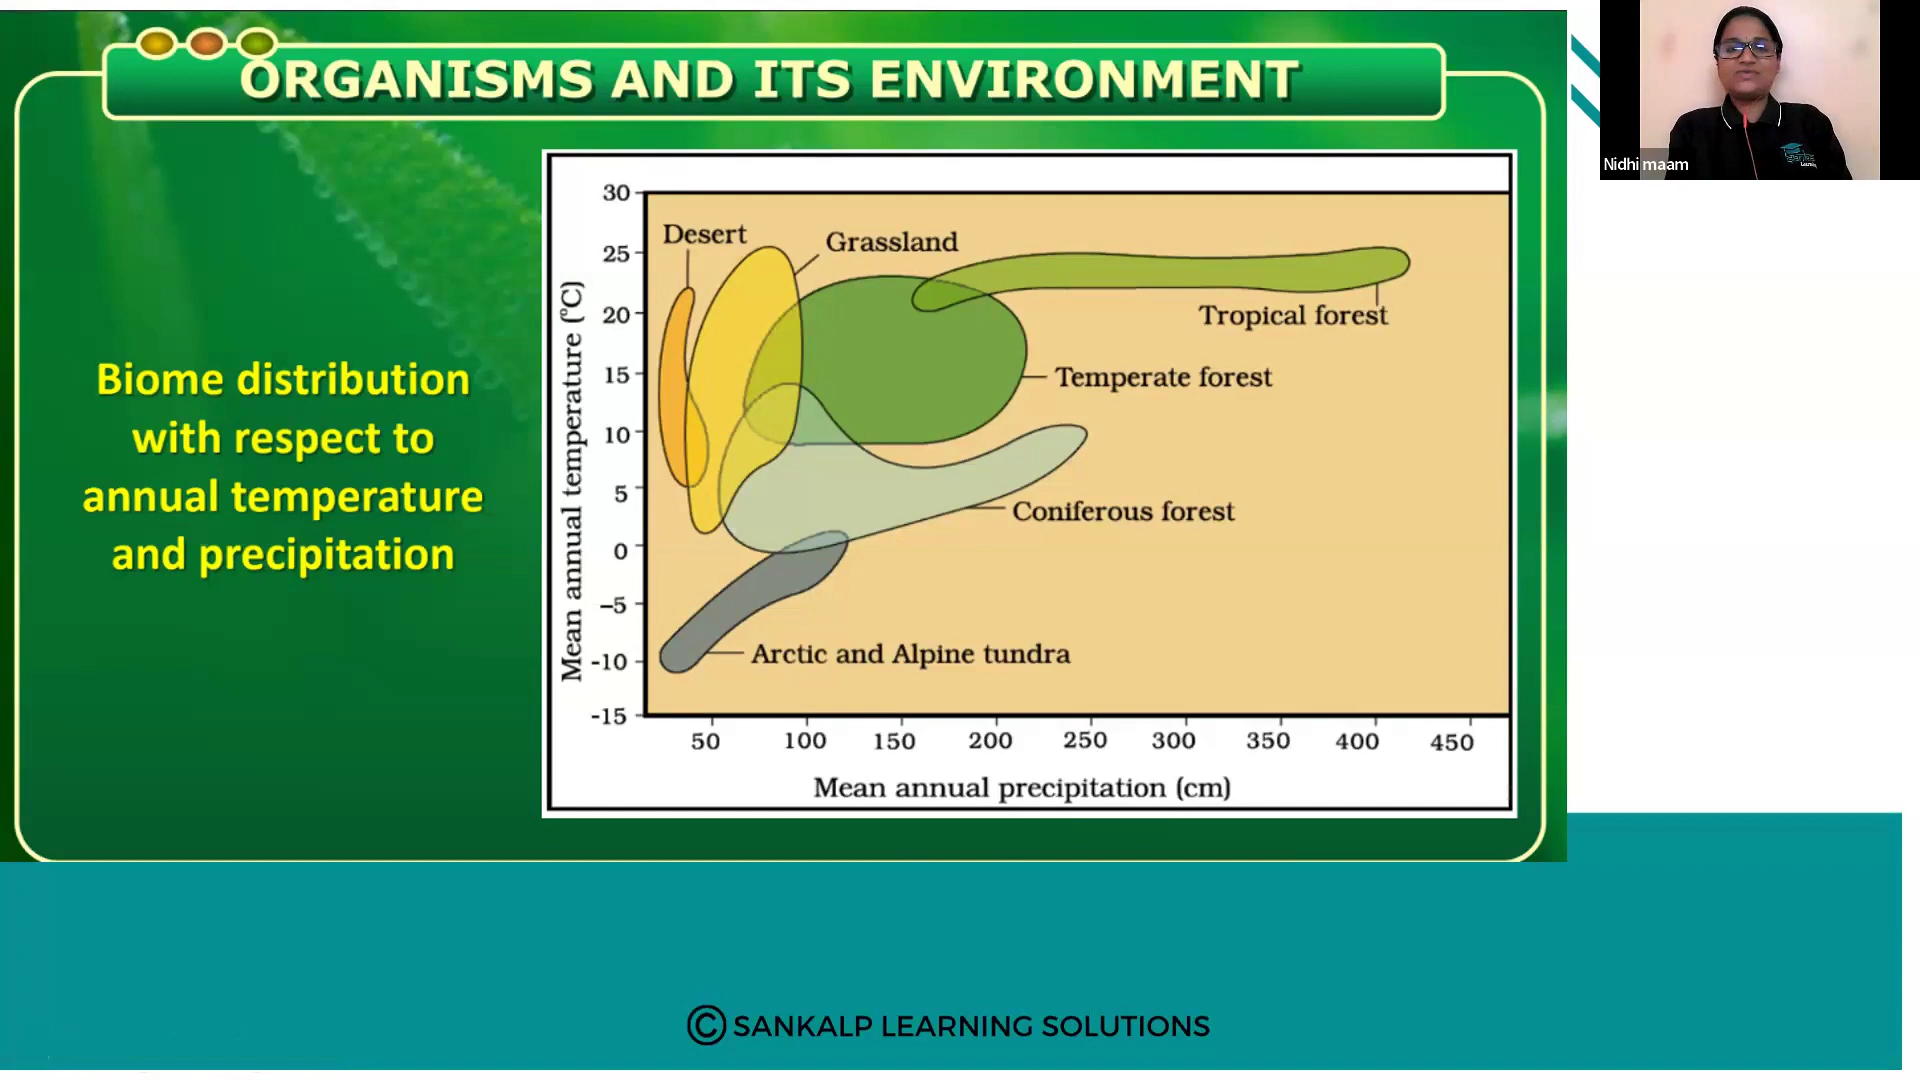 ORGANISMS AND ITS ENVIRONMENT
Nidhi maam
Biome distribution
with respect to
annual temperature
and precipitation
Mean annual temperature (°C)
30
25
20
15
10
5
0
–5
-10
-15
Desert
Grassland
Tropical forest
Temperate forest
Coniferous forest
Arctic and Alpine tundra
50 100 150 200 250 300 350 400 450
Mean annual precipitation (cm)
© SANKALP LEARNING SOLUTIONS